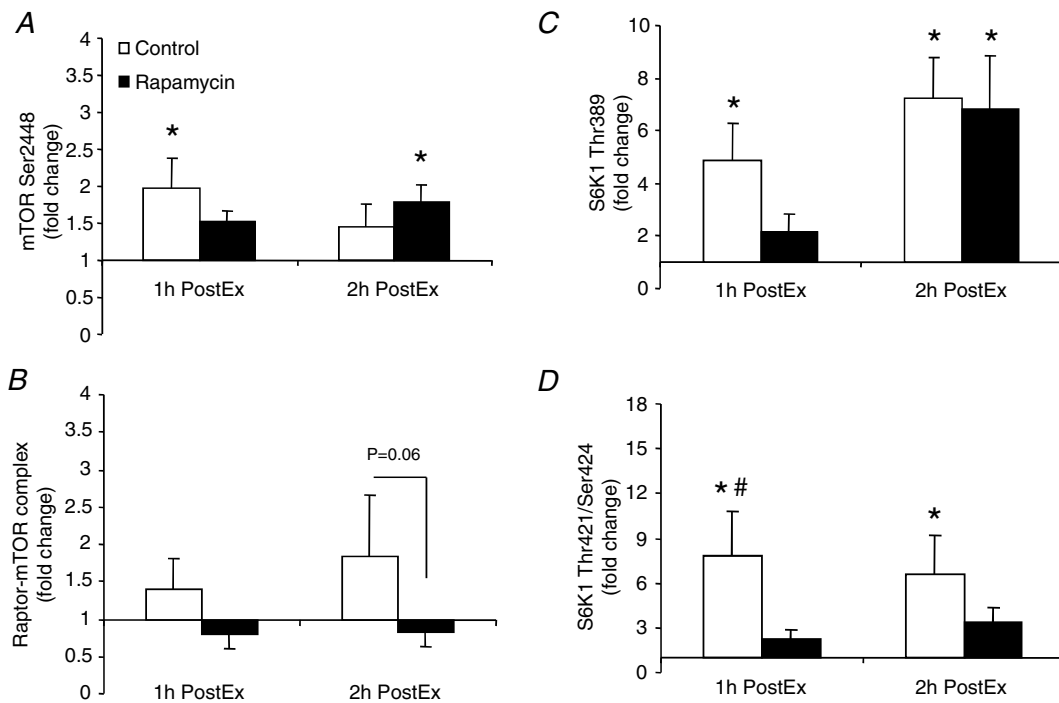 A
mTOR Ser2448
(fold change)
4
3.5
3
2.5
2
1.5
1
0.5
0
Control
Rapamycin
*
*
1h PostEx
2h PostEx
B
Raptor-mTOR complex
(fold change)
4
3.5
3
2.5
2
1.5
1
0.5
0
P=0.06
1h PostEx
2h PostEx
C
S6K1 Thr389
(fold change)
10
8
6
4
2
0
*
*
*
1h PostEx
2h PostEx
D
S6K1 Thr421/Ser424
(fold change)
18
15
12
9
6
3
0
* #
*
1h PostEx
2h PostEx